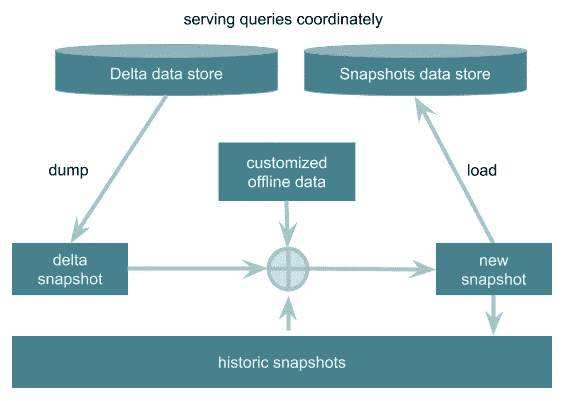 serving queries coordinately
Delta data store
Snapshots data store
dump
customized
offline data
load
delta
snapshot
new
snapshot
historic snapshots